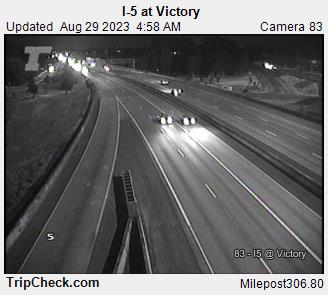 I-5 at Victory
Updated Aug 29 2023 4:58 AM Camera 83
T
S
83 - I5 @ Victory
TripCheck.com Milepost306.80